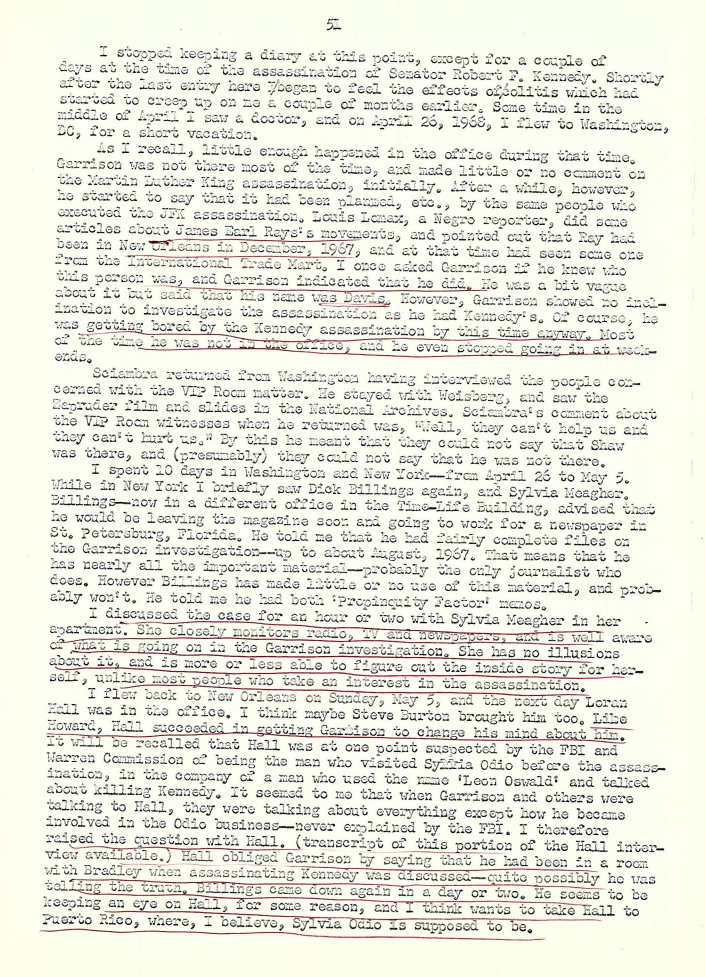 51
I stopped keeping a diary at this point, except for a couple of
days at the time of the assassination of Senator Robert F. Kennedy. Shortly
after the last entry here I/began to feel the effects of/colitis which had
started to creep up on me a couple of months earlier. Some time in the
middle of April I saw a doctor, and on April 26, 1968, I flew to Washington,
DC, for a short vacation.
As I recall, little enough happened in the office during that time.
Garrison was not there most of the time, and made little or no comment on
the Martin Luther King assassination, initially. After a while, however,
he started to say that it had been planned, etc., by the same people who
executed the JFK assassination. Louis Lomax, a Negro reporter, did some
articles about James Earl Rays's movements, and pointed out that Ray had
been in New Orleans in December, 1967, and at that time had seen some one
from the International Trade Mart. I once asked Garrison if he knew who
this person was, and Garrison indicated that he did. He was a bit vague
about it but said that his name was Davis. However, Garrison showed no incl-
ination to investigate the assassination as he had Kennedy's. Of course, he
was getting bored by the Kennedy assassination by this time anyway. Most
of the time he was not in the office, and he even stopped going in at week-
ends.
Sciambra returned from Washington having interviewed the people con-
cerned with the VIP Room matter. He stayed with Weisberg, and saw the
Zapruder film and slides in the National Archives. Sciambra's comment about
the VIP Room witnesses when he returned was, "Well, they can't help us and
they can't hurt us." By this he meant that they could not say that Shaw
was there, and (presumably) they could not say that he was not there.
I spent 10 days in Washington and New York—from April 26 to May 5.
While in New York I briefly saw Dick Billings again, and Sylvia Meagher.
Billings—now in a different office in the Time-Life Building, advised that
he would be leaving the magazine soon and going to work for a newspaper in
St. Petersburg, Florida. He told me that he had fairly complete files on
the Garrison investigation—up to about August, 1967. That means that he
has nearly all the important material—probably the only journalist who
does. However Billings has made little or no use of this material, and prob-
ably won't. He told me he had both 'Propinquity Factor' memos.
I discussed the case for an hour or two with Sylvia Meagher in her
apartment. She closely monitors radio, TV and newspapers, and is well aware
of what is going on in the Garrison investigation. She has no illusions
about it, and is more or less able to figure out the inside story for her-
self, unlike most people who take an interest in the assassination.
I flew back to New Orleans on Sunday, May 5, and the next day Loran
Hall was in the office. I think maybe Steve Burton brought him too. Like
Howard, Hall succeeded in getting Garrison to change his mind about him.
It will be recalled that Hall was at one point suspected by the FBI and
Warren Commission of being the man who visited Sylvia Odio before the assass-
ination, in the company of a man who used the name 'Leon Oswald' and talked
about killing Kennedy. It seemed to me that when Garrison and others were
talking to Hall, they were talking about everything except how he became
involved in the Odio business—never explained by the FBI. I therefore
raised the question with Hall. (transcript of this portion of the Hall inter-
view available.) Hall obliged Garrison by saying that he had been in a room
with Bradley when assassinating Kennedy was discussed—quite possibly he was
telling the truth. Billings came down again in a day or two. He seems to be
keeping an eye on Hall, for some reason, and I think wants to take Hall to
Puerto Rico, where, I believe, Sylvia Odio is supposed to be.